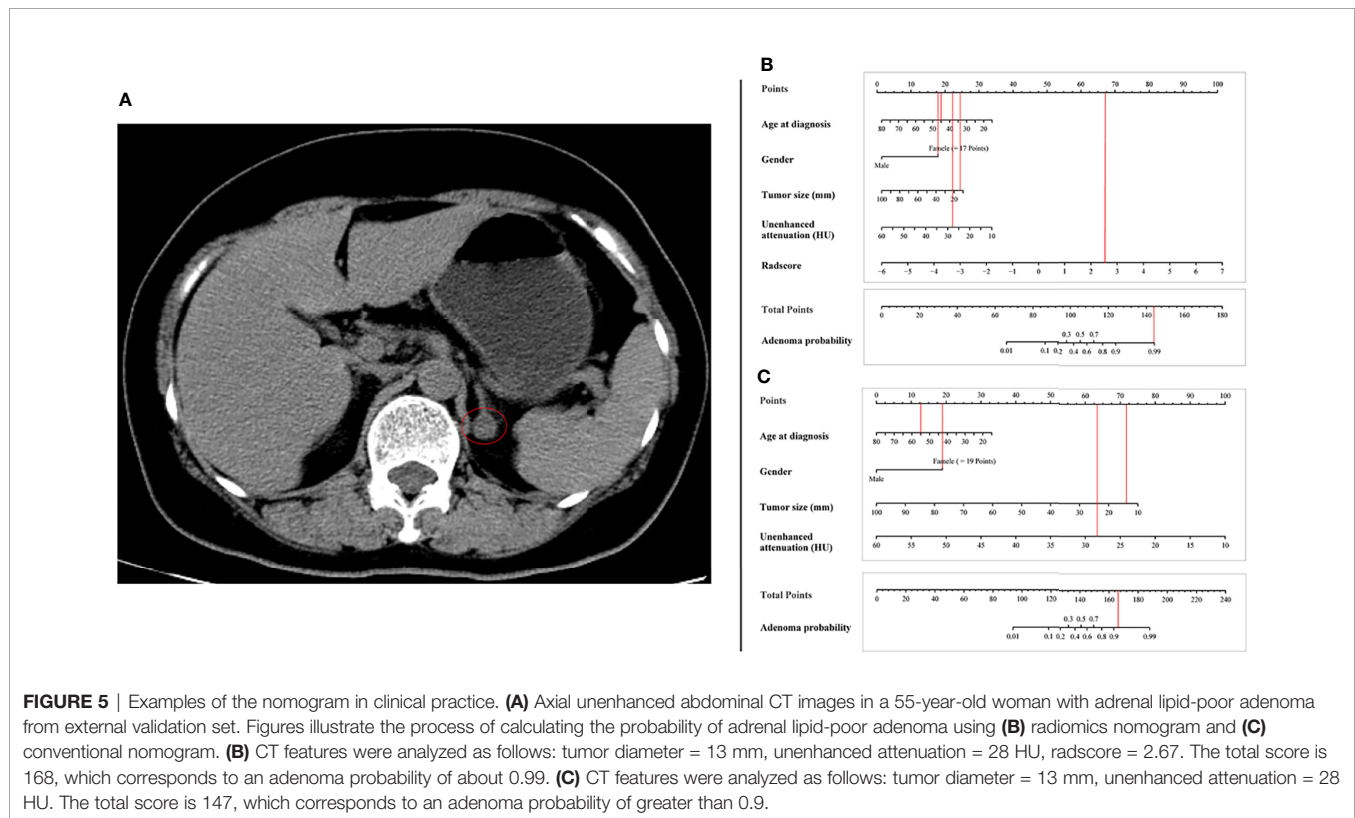 A
B
Points
0 10 20 30 40 50 60 70 80 90 100
Age at diagnosis
80 70 60 50 40 30 20
Famele (= 17 Points)
Gender
Male
Tumor size (mm)
100 80 60 40 20
Unenhanced
attenuation (HU)
60 50 40 30 20 10
Radscore
−6 −5 −4 −3 −2 −1 0 1 2 3 4 5 6 7
Total Points
0 20 40 60 80 100 120 140 160 180
Adenoma probability
0.3 0.5 0.7
0.01 0.1 0.2 0.4 0.6 0.8 0.9 0.99
C
Points
0 10 20 30 40 50 60 70 80 90 100
Age at diagnosis
80 70 60 50 40 30 20
Famele ( = 19 Points)
Gender
Male
Tumor size (mm)
100 90 80 70 60 50 40 30 20 10
Unenhanced
attenuation (HU)
60 55 50 45 40 35 30 25 20 15 10
Total Points
0 20 40 60 80 100 120 140 160 180 200 220 240
Adenoma probability
0.3 0.5 0.7
0.01 0.1 0.2 0.4 0.6 0.8 0.9 0.99
FIGURE 5 | Examples of the nomogram in clinical practice. (A) Axial unenhanced abdominal CT images in a 55-year-old woman with adrenal lipid-poor adenoma
from external validation set. Figures illustrate the process of calculating the probability of adrenal lipid-poor adenoma using (B) radiomics nomogram and (C)
conventional nomogram. (B) CT features were analyzed as follows: tumor diameter = 13 mm, unenhanced attenuation = 28 HU, radscore = 2.67. The total score is
168, which corresponds to an adenoma probability of about 0.99. (C) CT features were analyzed as follows: tumor diameter = 13 mm, unenhanced attenuation = 28
HU. The total score is 147, which corresponds to an adenoma probability of greater than 0.9.